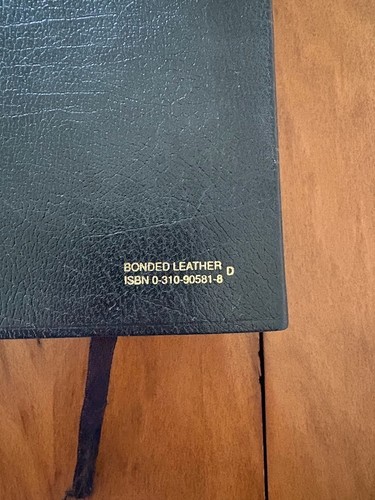 BONDED LEATHER D
ISBN 0-310-90581-8